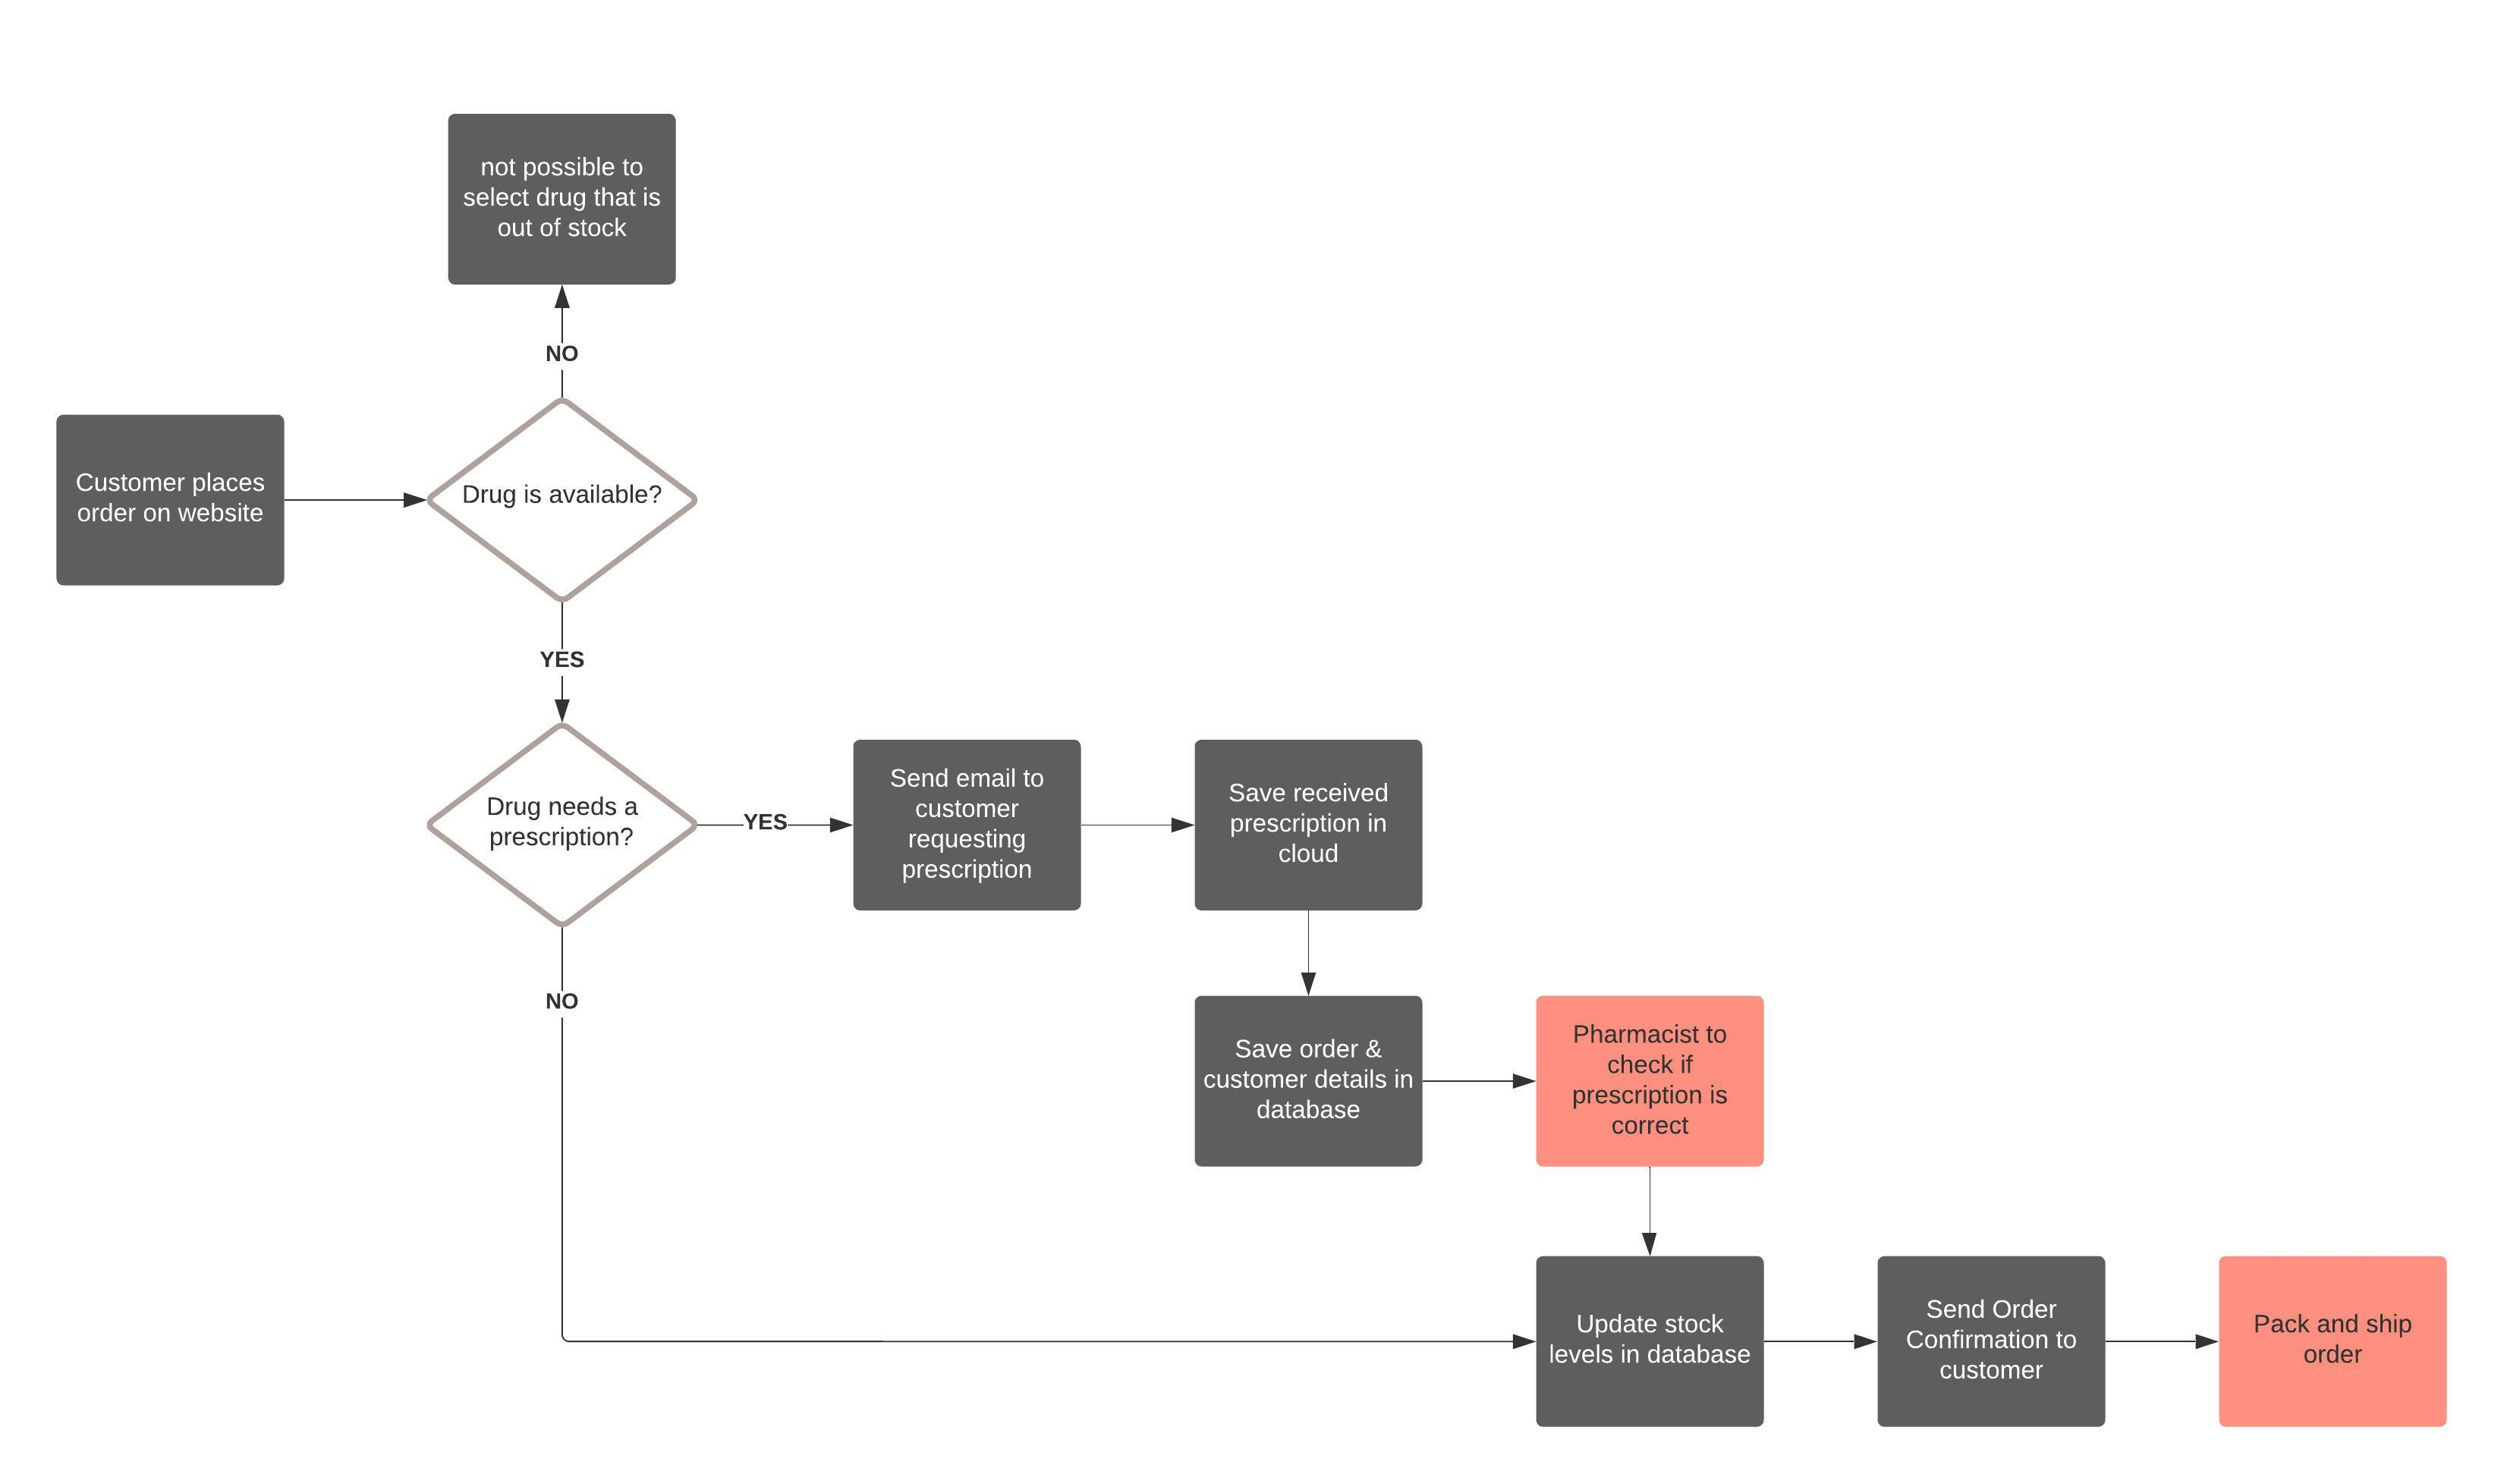 not possible to
select drug that is
out of stock
NO
Customer places
order on website
Drug is available?
YES
Drug needs a
prescription?
YES
Send email to
customer
requesting
prescription
Save received
prescription in
cloud
NO
Save order &
customer details in
database
Pharmacist to
check if
prescription is
correct
Update stock
levels in database
Send Order
Confirmation to
customer
Pack and ship
order